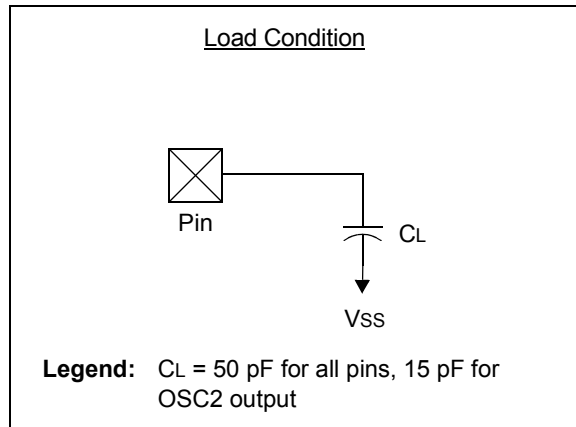 Load Condition
Pin
CL
VSS
Legend: CL = 50 pF for all pins, 15 pF for
OSC2 output